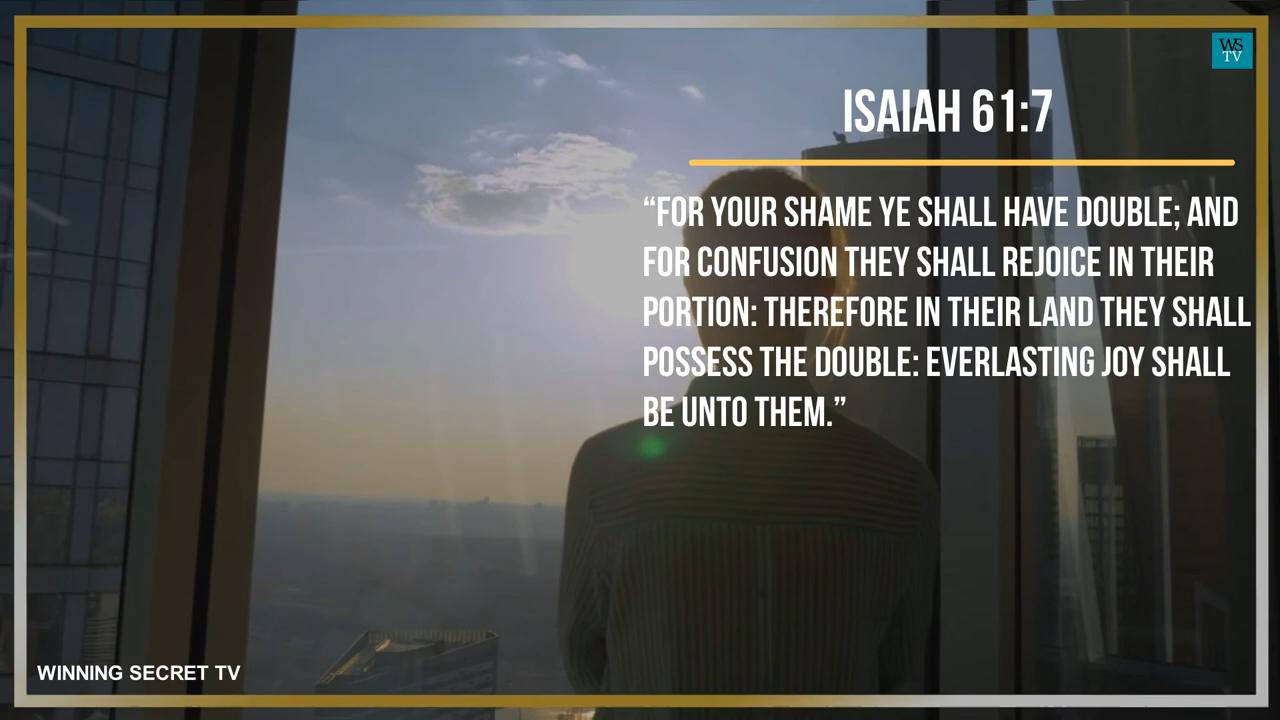 WS
TV
ISAIAH 61:7
“FOR YOUR SHAME YE SHALL HAVE DOUBLE; AND
FOR CONFUSION THEY SHALL REJOICE IN THEIR
PORTION: THEREFORE IN THEIR LAND THEY SHALL
POSSESS THE DOUBLE: EVERLASTING JOY SHALL
BE UNTO THEM.”
WINNING SECRET TV